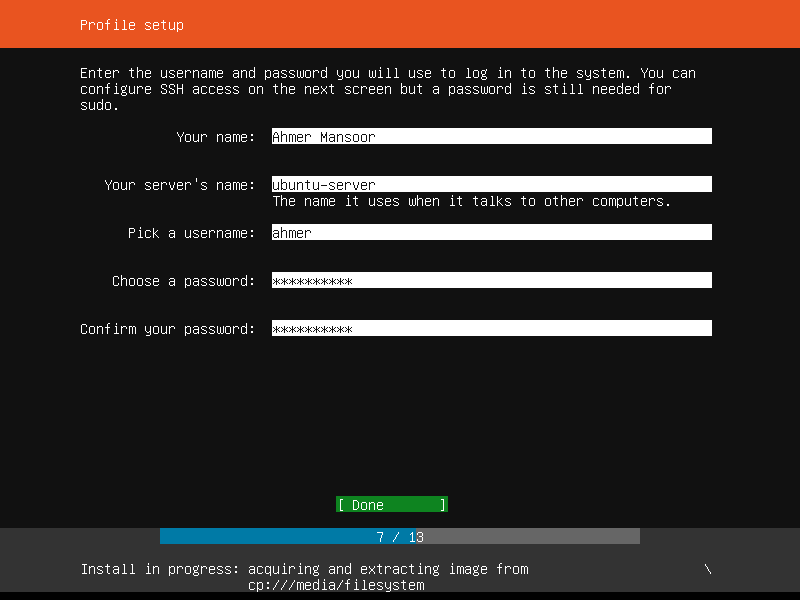 Profile setup
Enter the username and password you will use to log in to the system. You can
configure SSH access on the next screen but a password is still needed for
sudo.
Your name: Ahmer Mansoor
Your server's name: ubuntu-server
The name it uses when it talks to other computers.
Pick a username: ahmer
Choose a password: **********
Confirm your password: **********
[ Done ]
7 / 13
Install in progress: acquiring and extracting image from \
cp:///media/filesystem